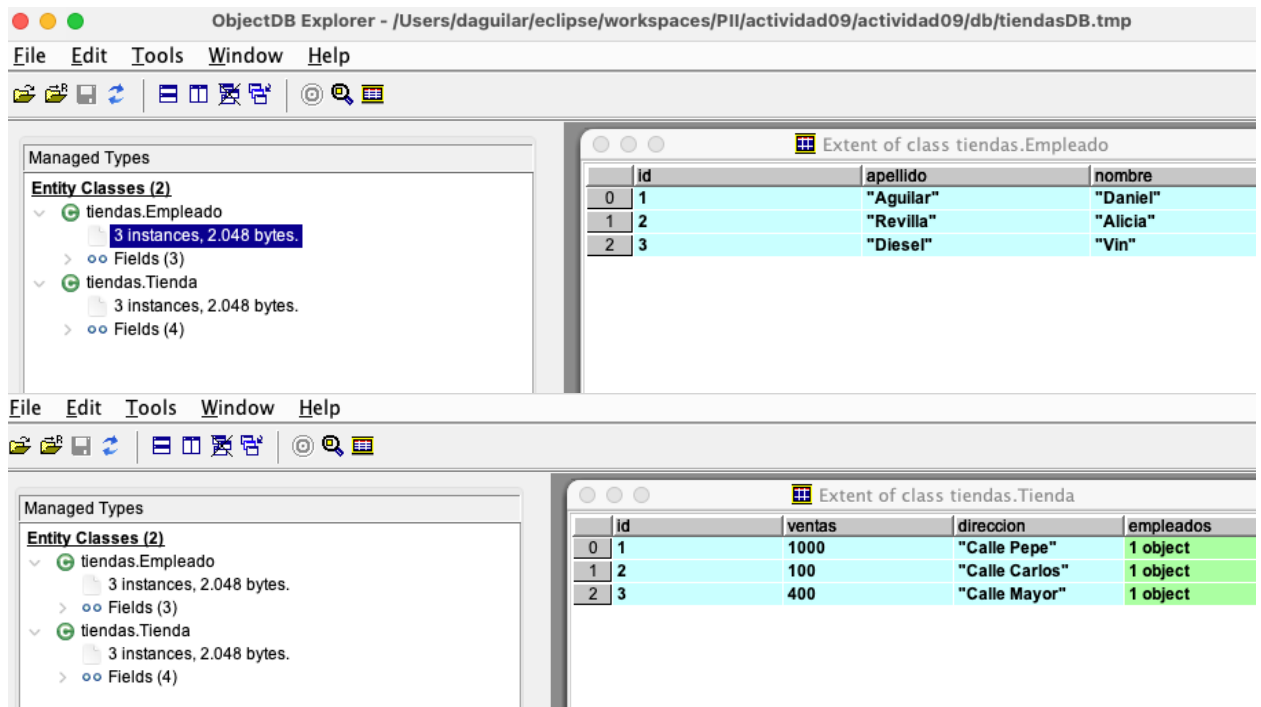 ObjectDB Explorer - /Users/daguilar/eclipse/workspaces/PII/actividad09/actividad09/db/tiendasDB.tmp
File Edit Tools Window Help
Managed Types
Entity Classes (2)
tiendas.Empleado
3 instances, 2.048 bytes.
Fields (3)
tiendas.Tienda
3 instances, 2.048 bytes.
Fields (4)
Extent of class tiendas.Empleado
id apellido nombre
0 1 "Aguilar" "Daniel"
1 2 "Revilla" "Alicia"
2 3 "Diesel" "Vin"
File Edit Tools Window Help
Managed Types
Entity Classes (2)
tiendas.Empleado
3 instances, 2.048 bytes.
Fields (3)
tiendas.Tienda
3 instances, 2.048 bytes.
Fields (4)
Extent of class tiendas.Tienda
id ventas direccion empleados
0 1 1000 "Calle Pepe" 1 object
1 2 100 "Calle Carlos" 1 object
2 3 400 "Calle Mayor" 1 object